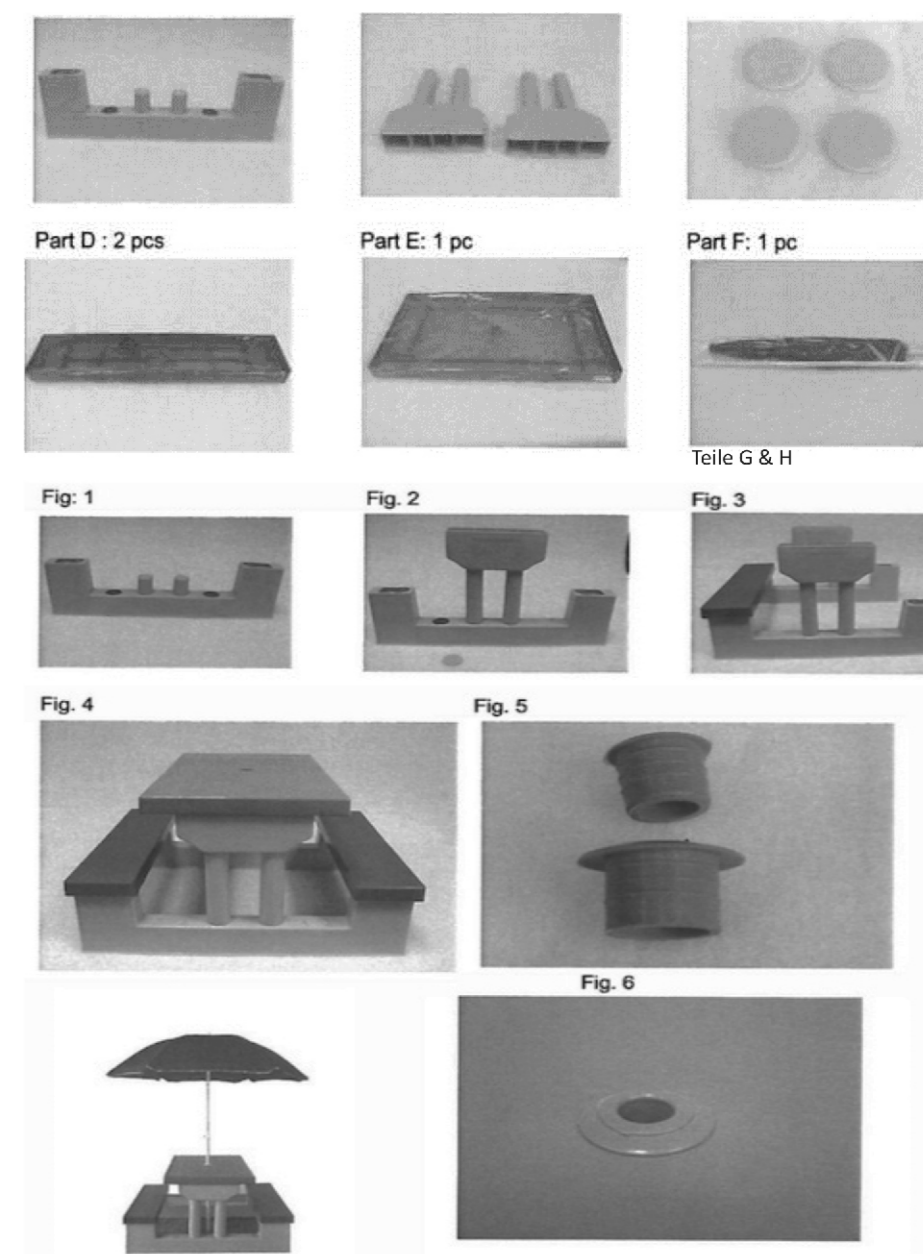 Part D : 2 pcs
Part E: 1 pc
Part F: 1 pc
Teile G & H
Fig: 1
Fig. 2
Fig. 3
Fig. 4
Fig. 5
Fig. 6